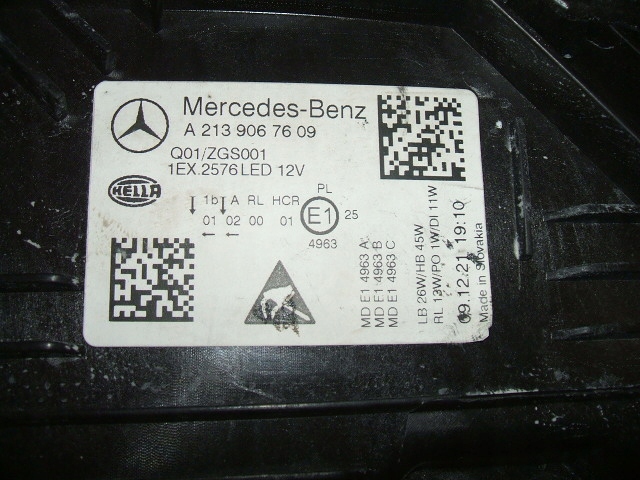 Mercedes-Benz
A 213 906 76 09
Q01/ZGS001
1EX.2576 LED 12V
HELLA
1b A RL HCR PL
01 02 00 01 E1 25
4963
MD E1 4963 A
MD E1 4963 B
MD E1 4963 C
LB 26W/HB 45W
RL 13W/PO 1W/DI 11W
09.12.21 19:10
Made in Slovakia